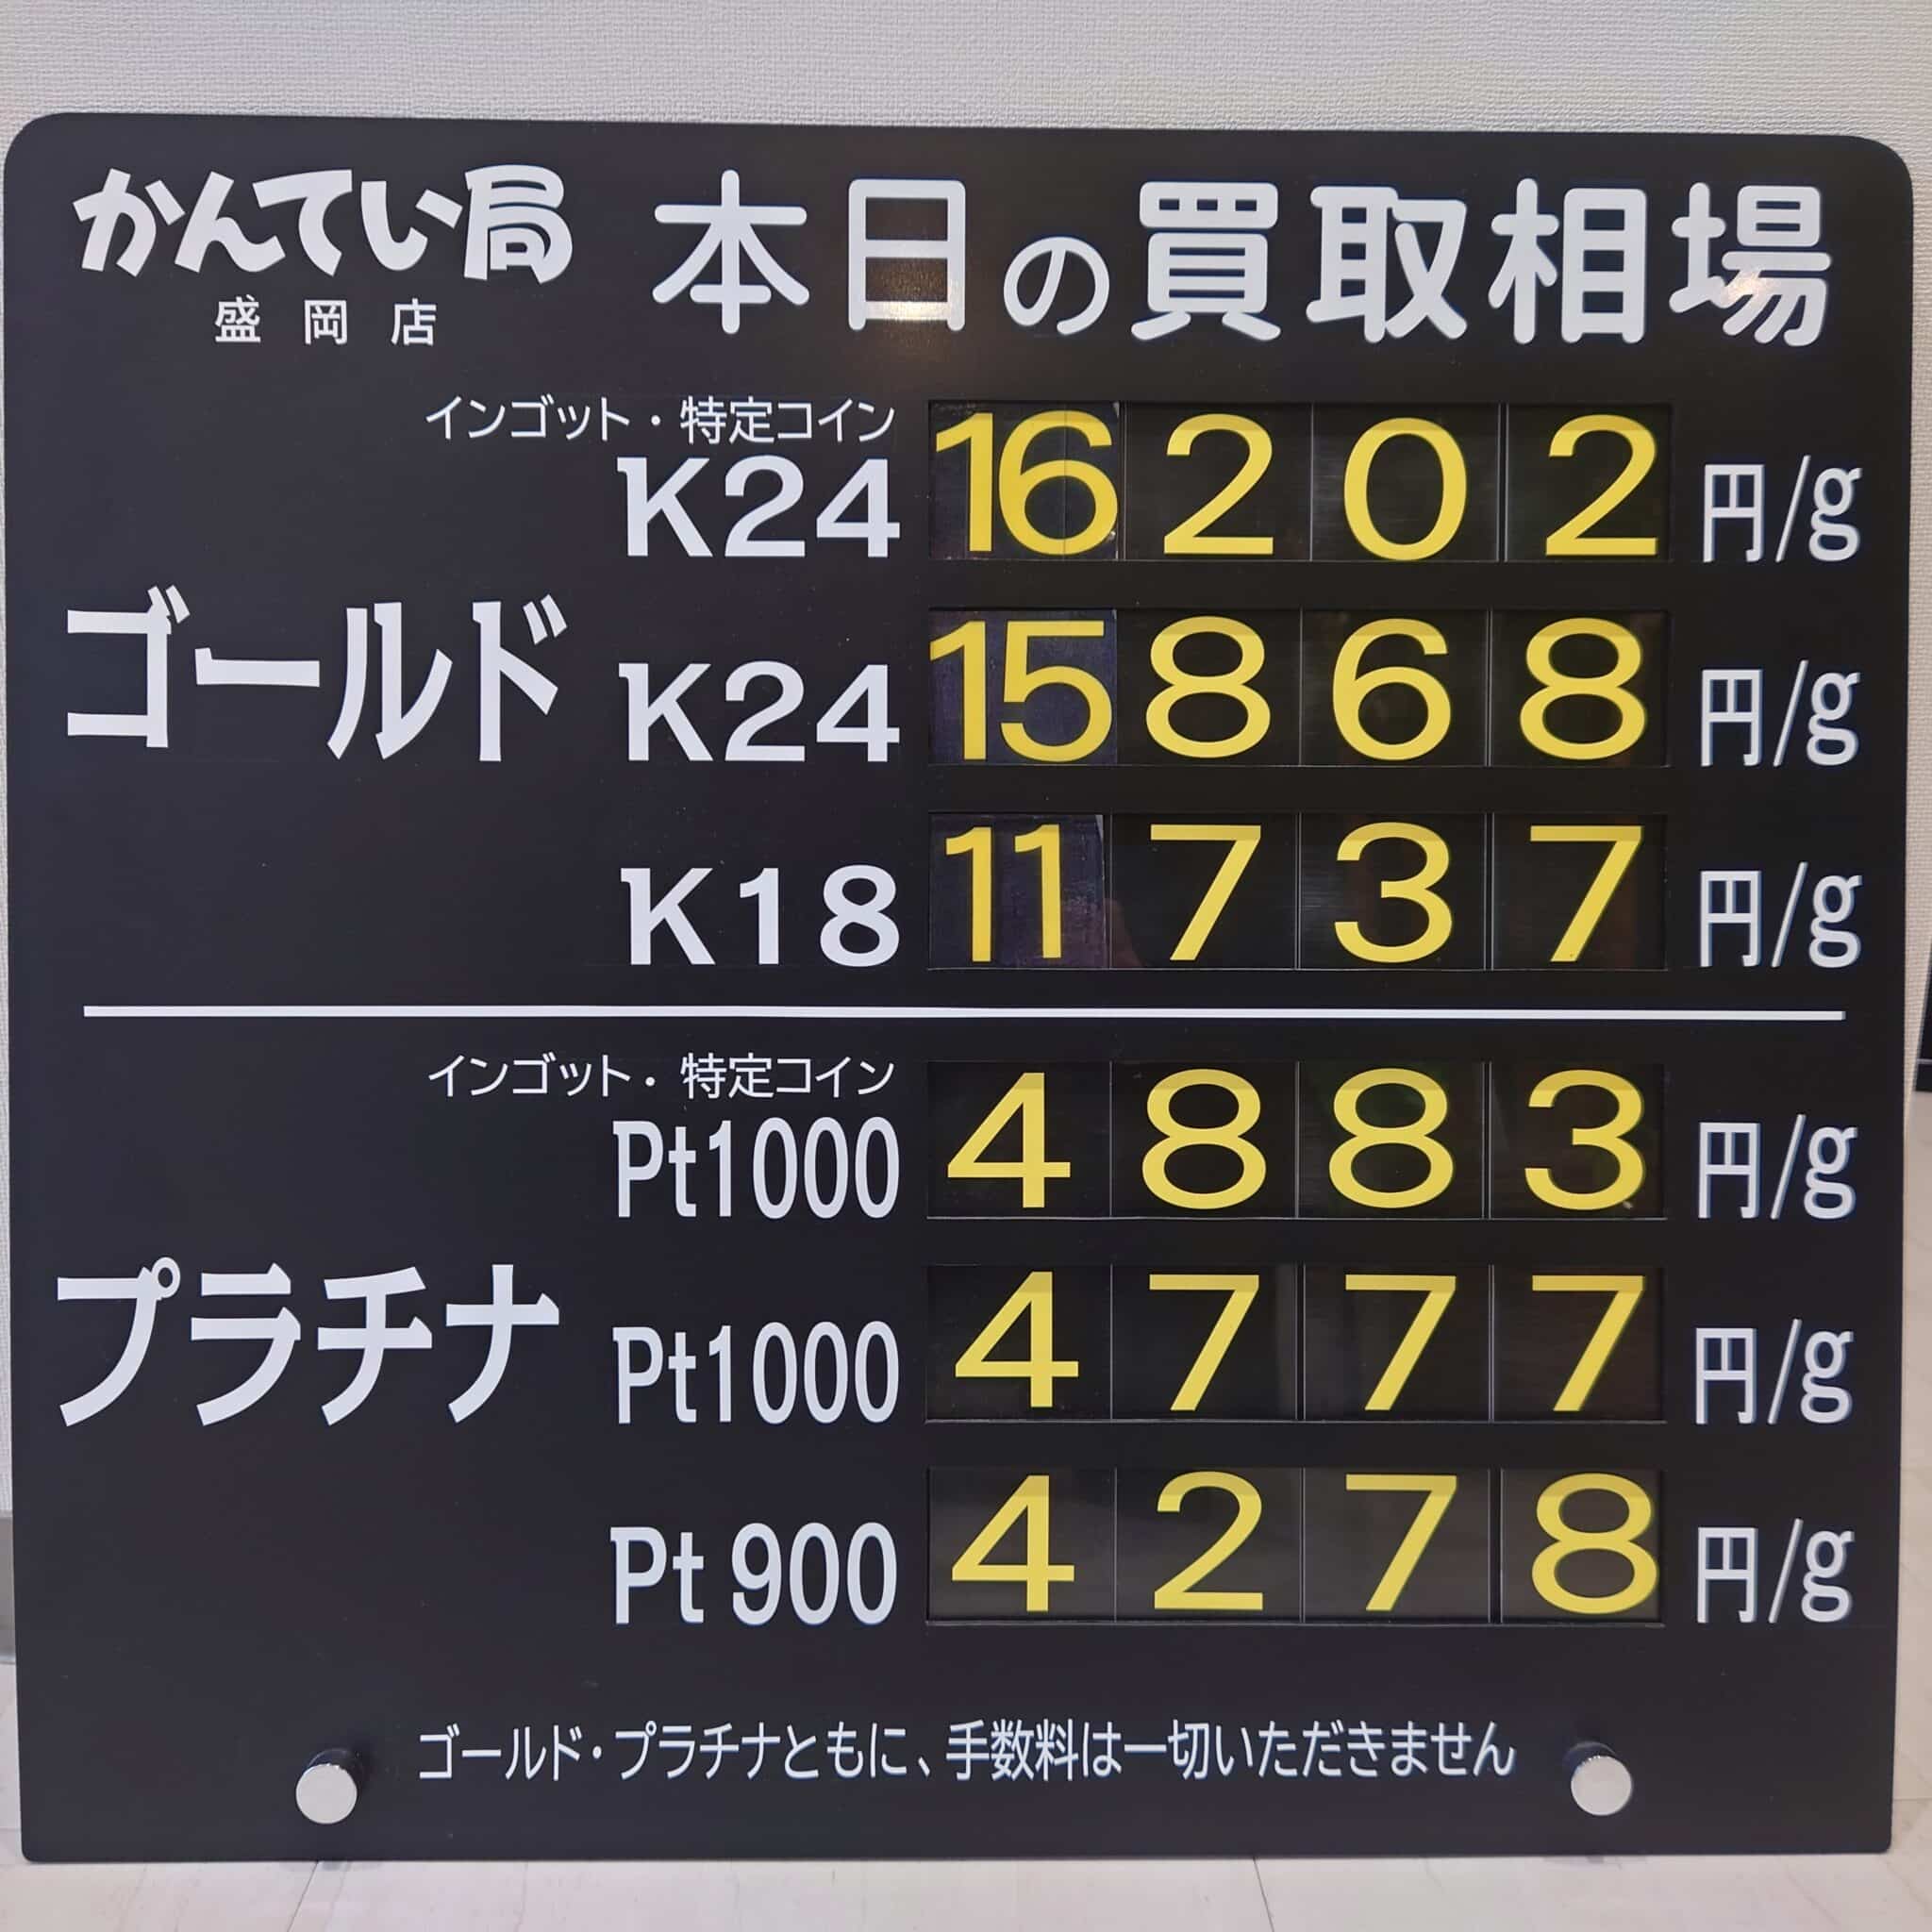 かんてい局 本日の買取相場
盛岡店
インゴット・特定コイン
K24 16202 円/g
ゴールド K24 15868 円/g
K18 11737 円/g
インゴット・特定コイン
Pt1000 4883 円/g
プラチナ Pt1000 4777 円/g
Pt900 4278 円/g
ゴールド・プラチナともに、手数料は一切いただきません